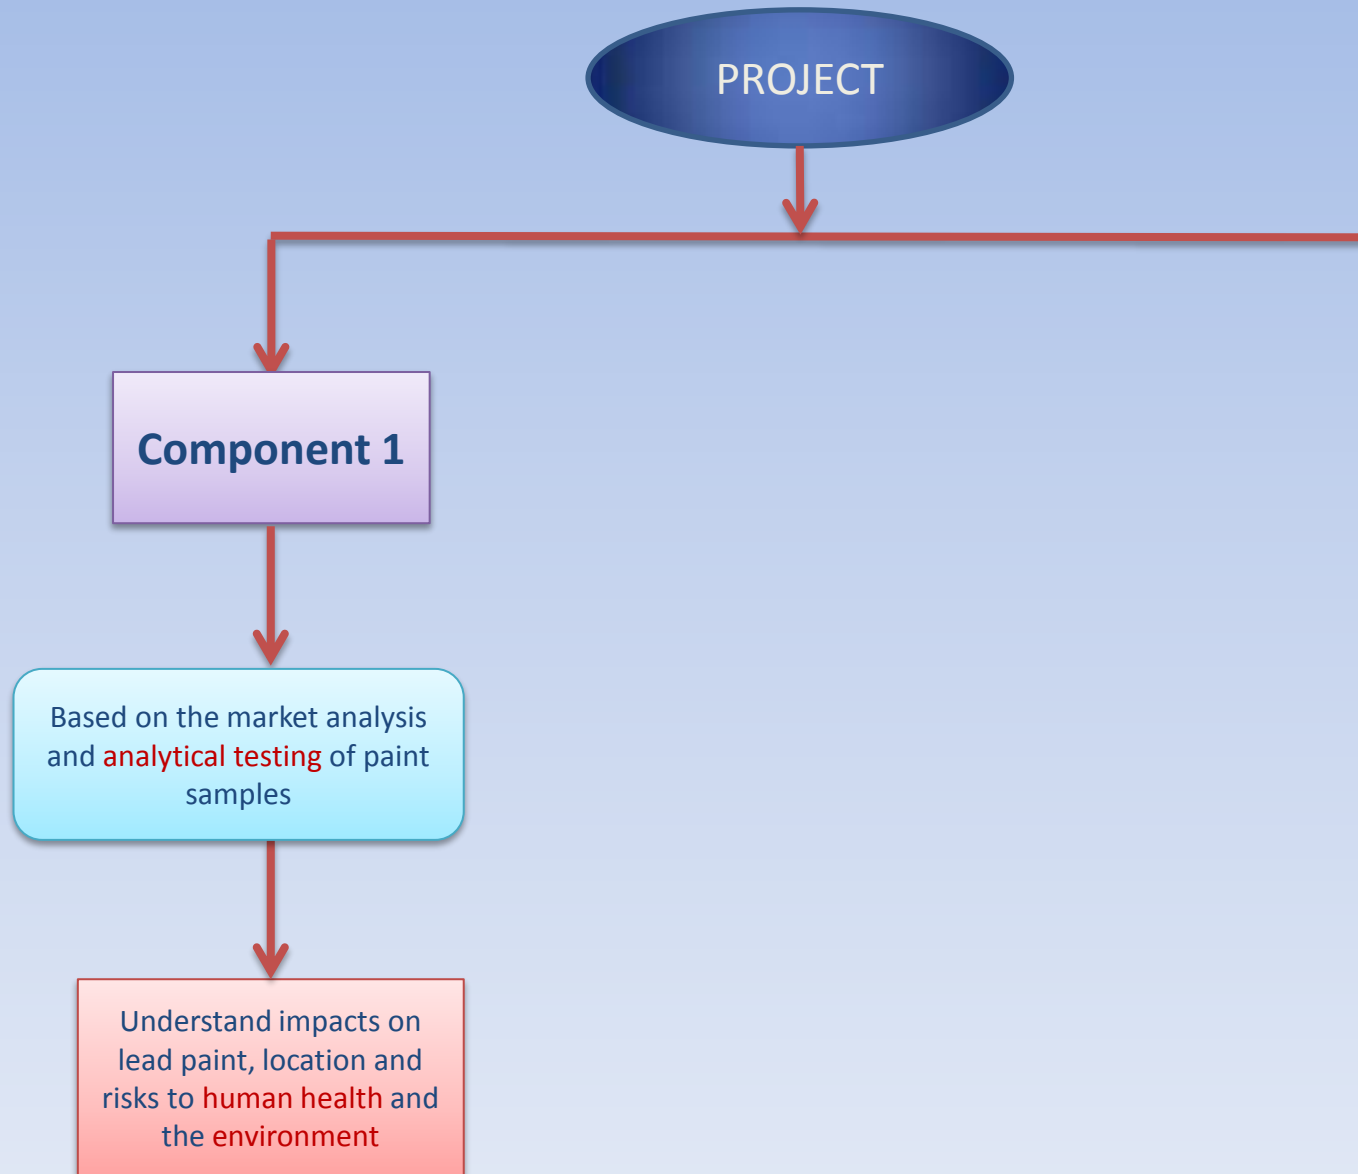 PROJECT
Component 1
Based on the market analysis
and analytical testing of paint
samples
Understand impacts on
lead paint, location and
risks to human health and
the environment